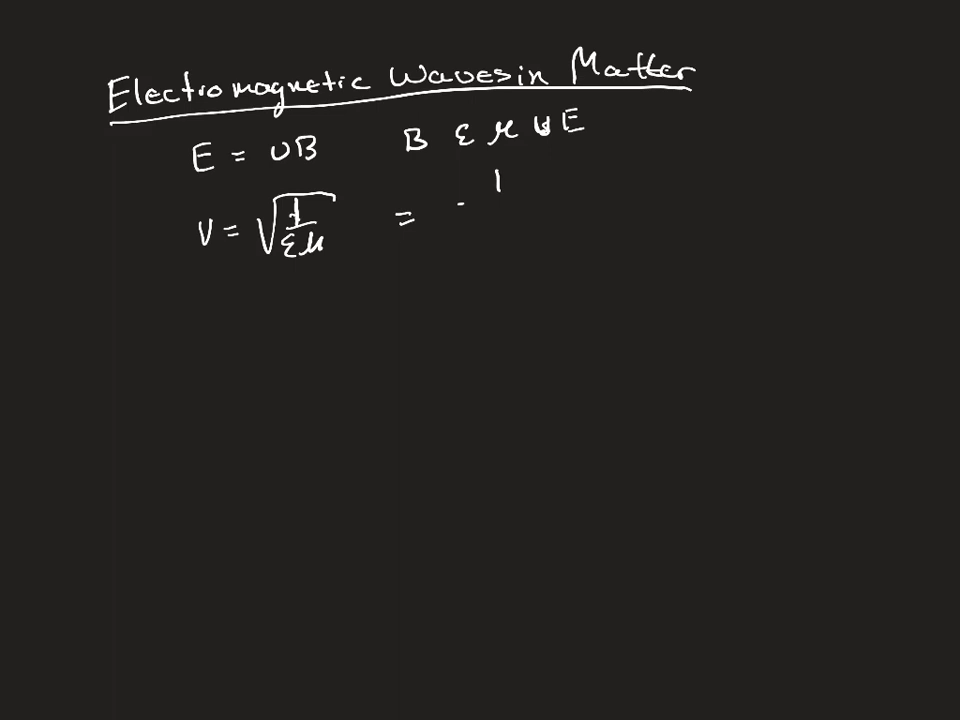 Electromagnetic Waves in Matter
E = vB B ε μ v E
v = √(1/εμ) = 1